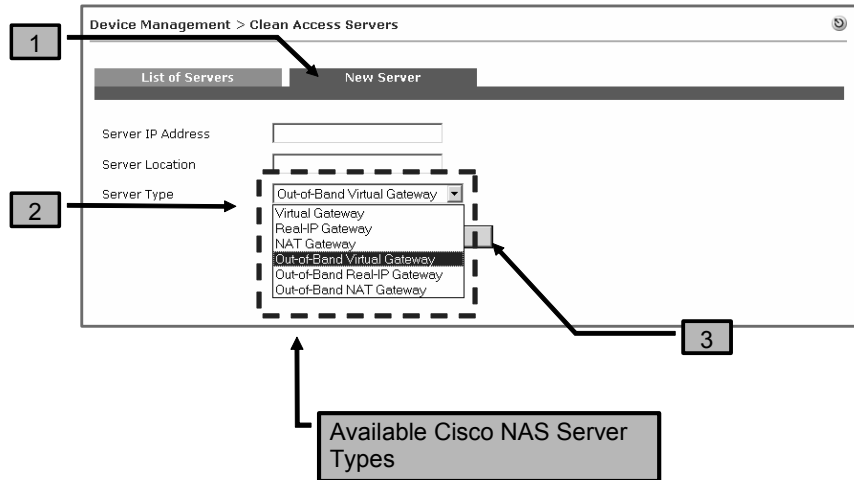 Device Management > Clean Access Servers
1
List of Servers
New Server
Server IP Address
Server Location
Server Type
Out-of-Band Virtual Gateway
2
Virtual Gateway
Real-IP Gateway
NAT Gateway
Out-of-Band Virtual Gateway
Out-of-Band Real-IP Gateway
Out-of-Band NAT Gateway
3
Available Cisco NAS Server
Types